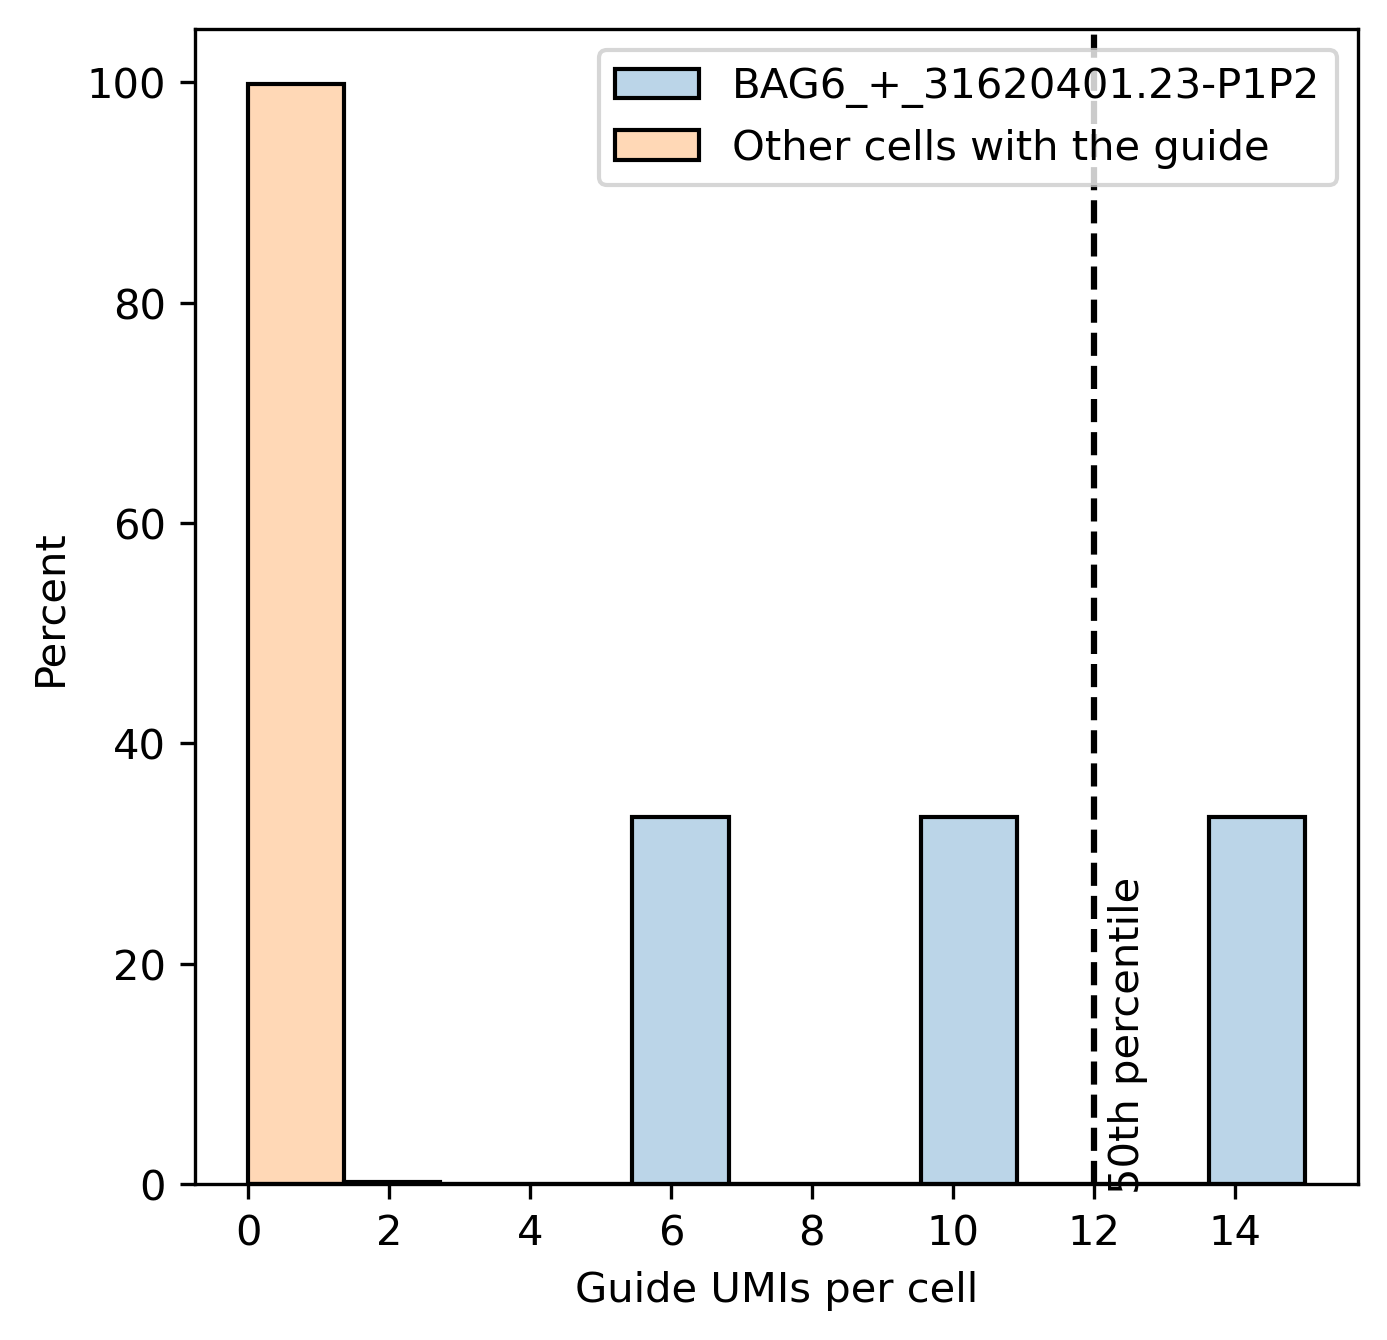 BAG6_+_31620401.23-P1P2
Other cells with the guide
100
80
60
40
20
0
Percent
50th percentile
0 2 4 6 8 10 12 14
Guide UMIs per cell